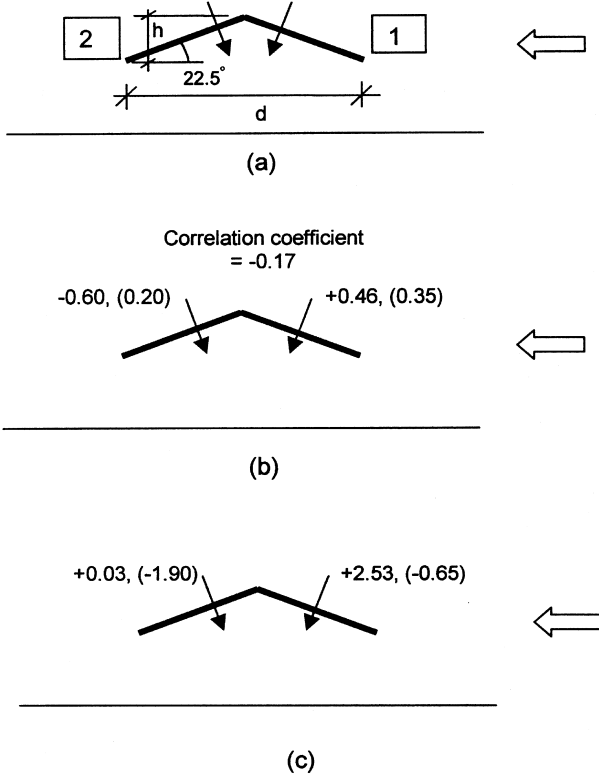 2
h
1
22.5°
d
(a)
Correlation coefficient
= -0.17
-0.60, (0.20)
+0.46, (0.35)
(b)
+0.03, (-1.90)
+2.53, (-0.65)
(c)